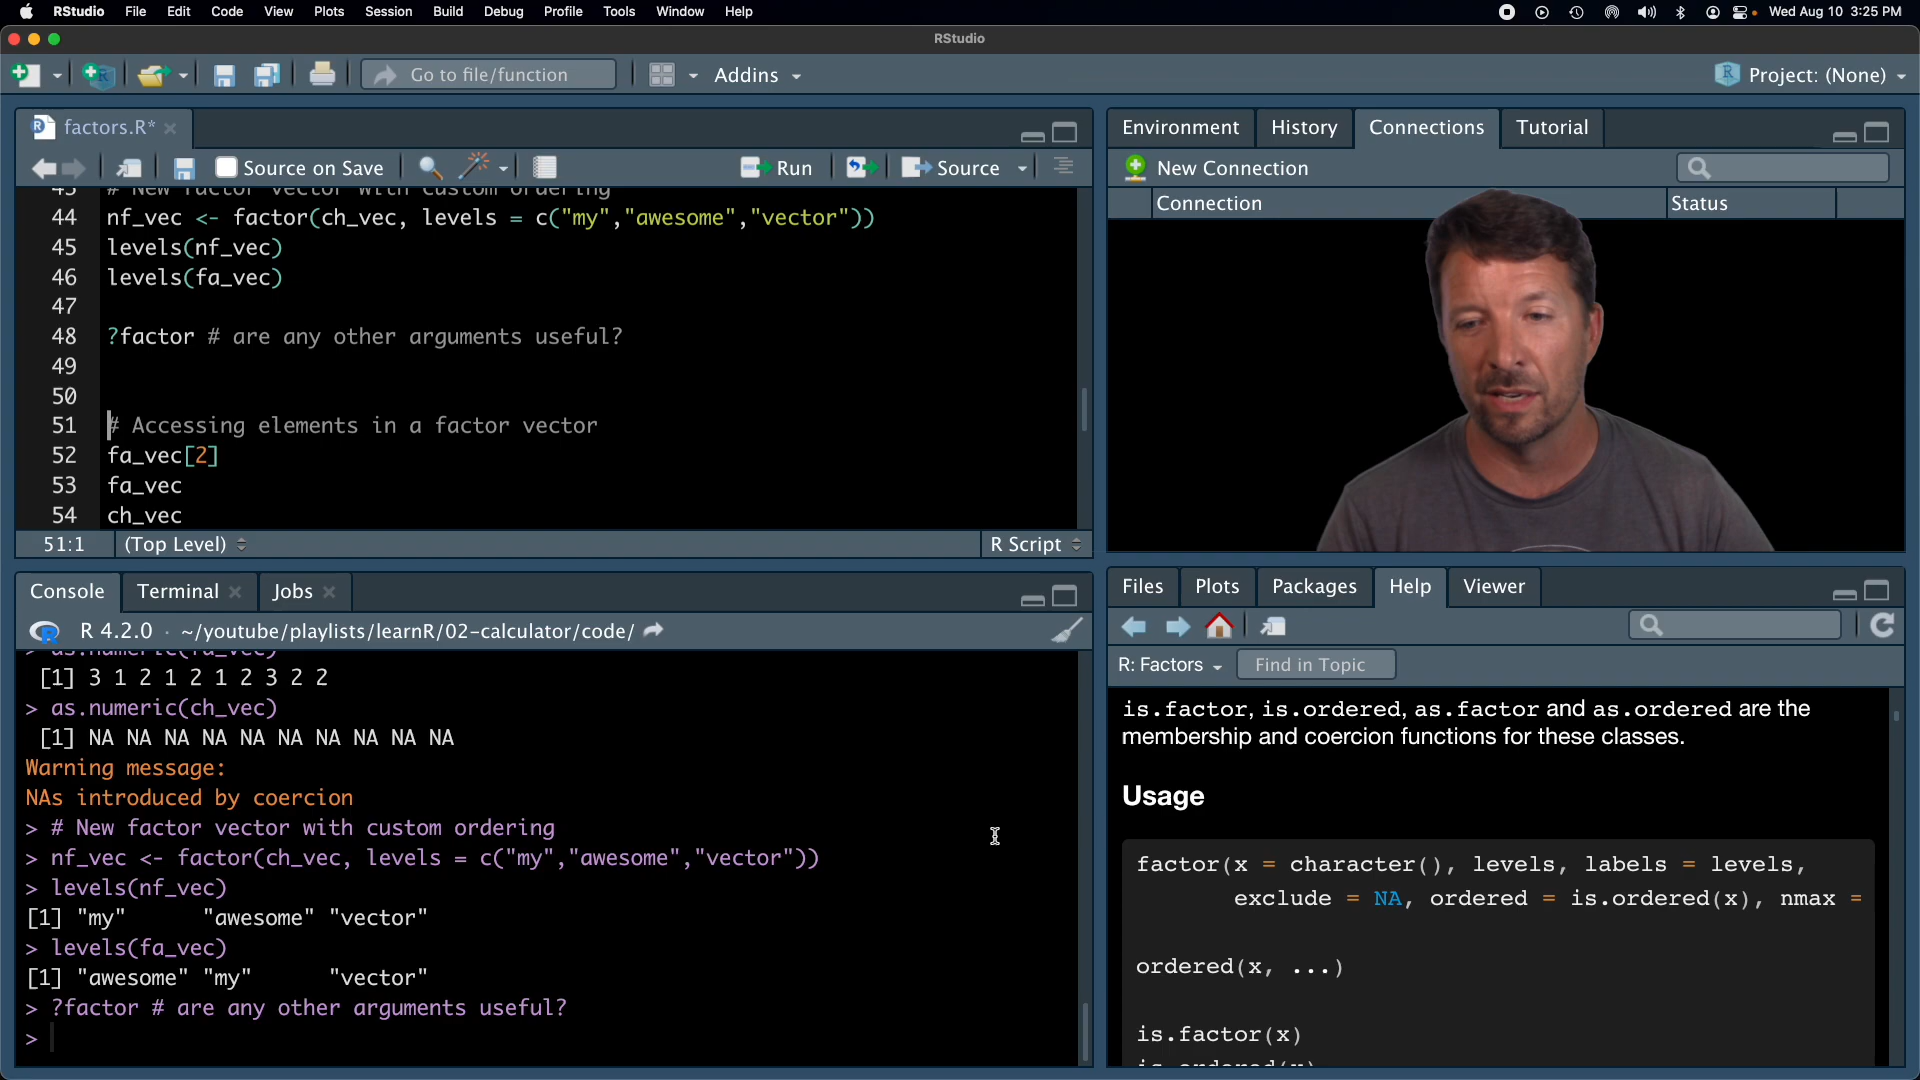 RStudio File Edit Code View Plots Session Build Debug Profile Tools Window Help Wed Aug 10 3:25 PM
RStudio
Go to file/function Addins Project: (None)
factors.R*
Source on Save Run Source
43 # New factor vector with custom ordering
44 nf_vec <- factor(ch_vec, levels = c("my","awesome","vector"))
45 levels(nf_vec)
46 levels(fa_vec)
47
48 ?factor # are any other arguments useful?
49
50
51 # Accessing elements in a factor vector
52 fa_vec[2]
53 fa_vec
54 ch_vec
51:1 (Top Level) R Script
Console Terminal Jobs
R 4.2.0 · ~/youtube/playlists/learnR/02-calculator/code/
> as.numeric(fa_vec)
[1] 3 1 2 1 2 1 2 3 2 2
> as.numeric(ch_vec)
[1] NA NA NA NA NA NA NA NA NA NA
Warning message:
NAs introduced by coercion
> # New factor vector with custom ordering
> nf_vec <- factor(ch_vec, levels = c("my","awesome","vector"))
> levels(nf_vec)
[1] "my" "awesome" "vector"
> levels(fa_vec)
[1] "awesome" "my" "vector"
> ?factor # are any other arguments useful?
>
Environment History Connections Tutorial
New Connection
Connection Status
Files Plots Packages Help Viewer
R: Factors Find in Topic
is.factor, is.ordered, as.factor and as.ordered are the
membership and coercion functions for these classes.
Usage
factor(x = character(), levels, labels = levels,
exclude = NA, ordered = is.ordered(x), nmax =
ordered(x, ...)
is.factor(x)
is.ordered(x)